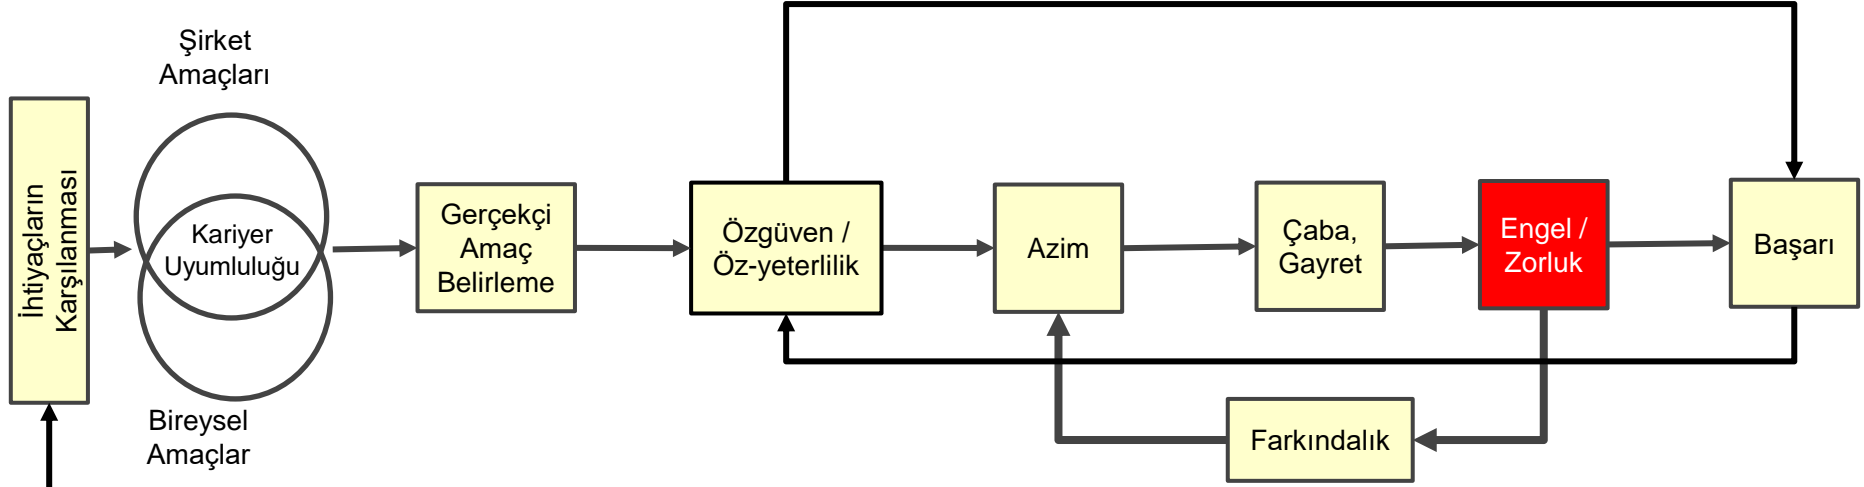 Şirket
Amaçları
İhtiyaçların
Karşılanması
Kariyer
Uyumluluğu
Bireysel
Amaçlar
Gerçekçi
Amaç
Belirleme
Özgüven /
Öz-yeterlilik
Azim
Çaba,
Gayret
Engel /
Zorluk
Başarı
Farkındalık